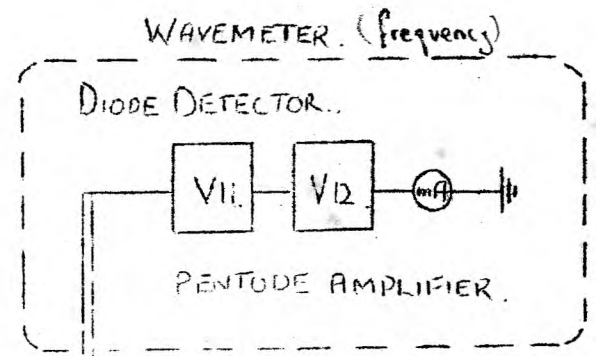 WAVEMETER. (frequency)
DIODE DETECTOR..
V11. V12. mA
PENTODE AMPLIFIER.